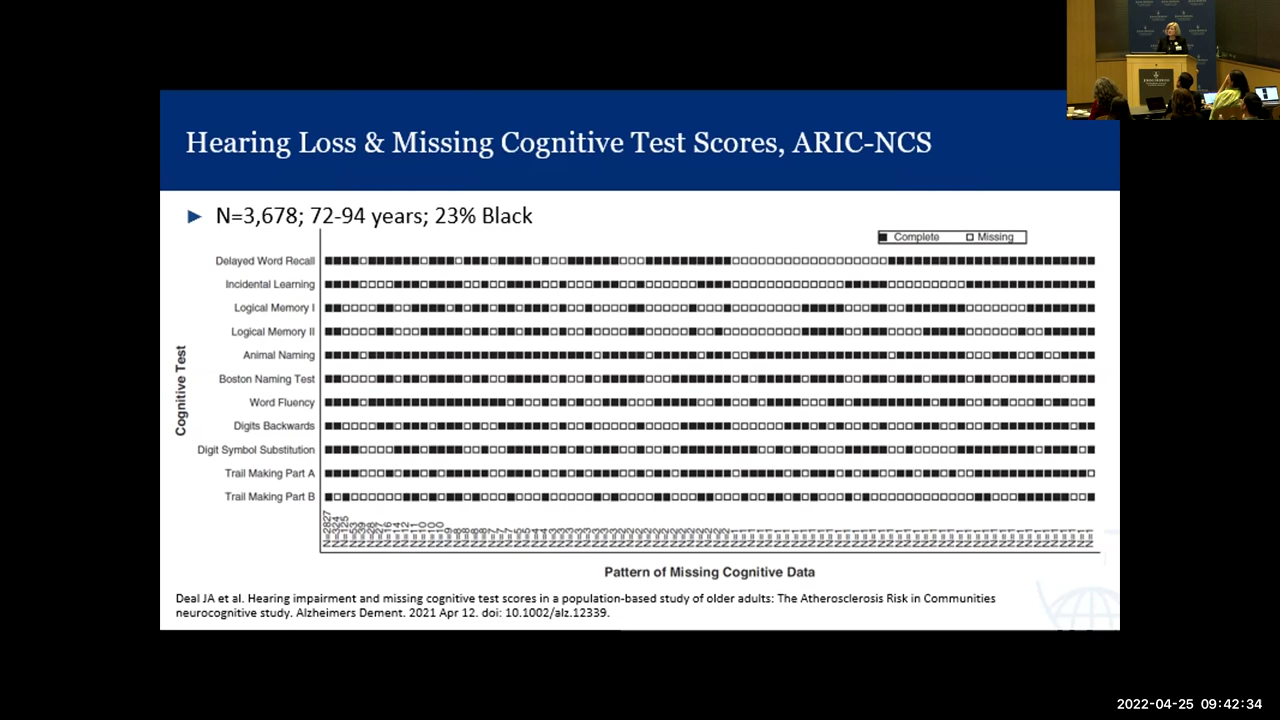 Hearing Loss & Missing Cognitive Test Scores, ARIC-NCS
N=3,678; 72-94 years; 23% Black
Complete Missing
Delayed Word Recall
Incidental Learning
Logical Memory I
Logical Memory II
Animal Naming
Boston Naming Test
Word Fluency
Digits Backwards
Digit Symbol Substitution
Trail Making Part A
Trail Making Part B
Cognitive Test
Pattern of Missing Cognitive Data
Deal JA et al. Hearing impairment and missing cognitive test scores in a population-based study of older adults: The Atherosclerosis Risk in Communities
neurocognitive study. Alzheimers Dement. 2021 Apr 12. doi: 10.1002/alz.12339.
2022-04-25 09:42:34